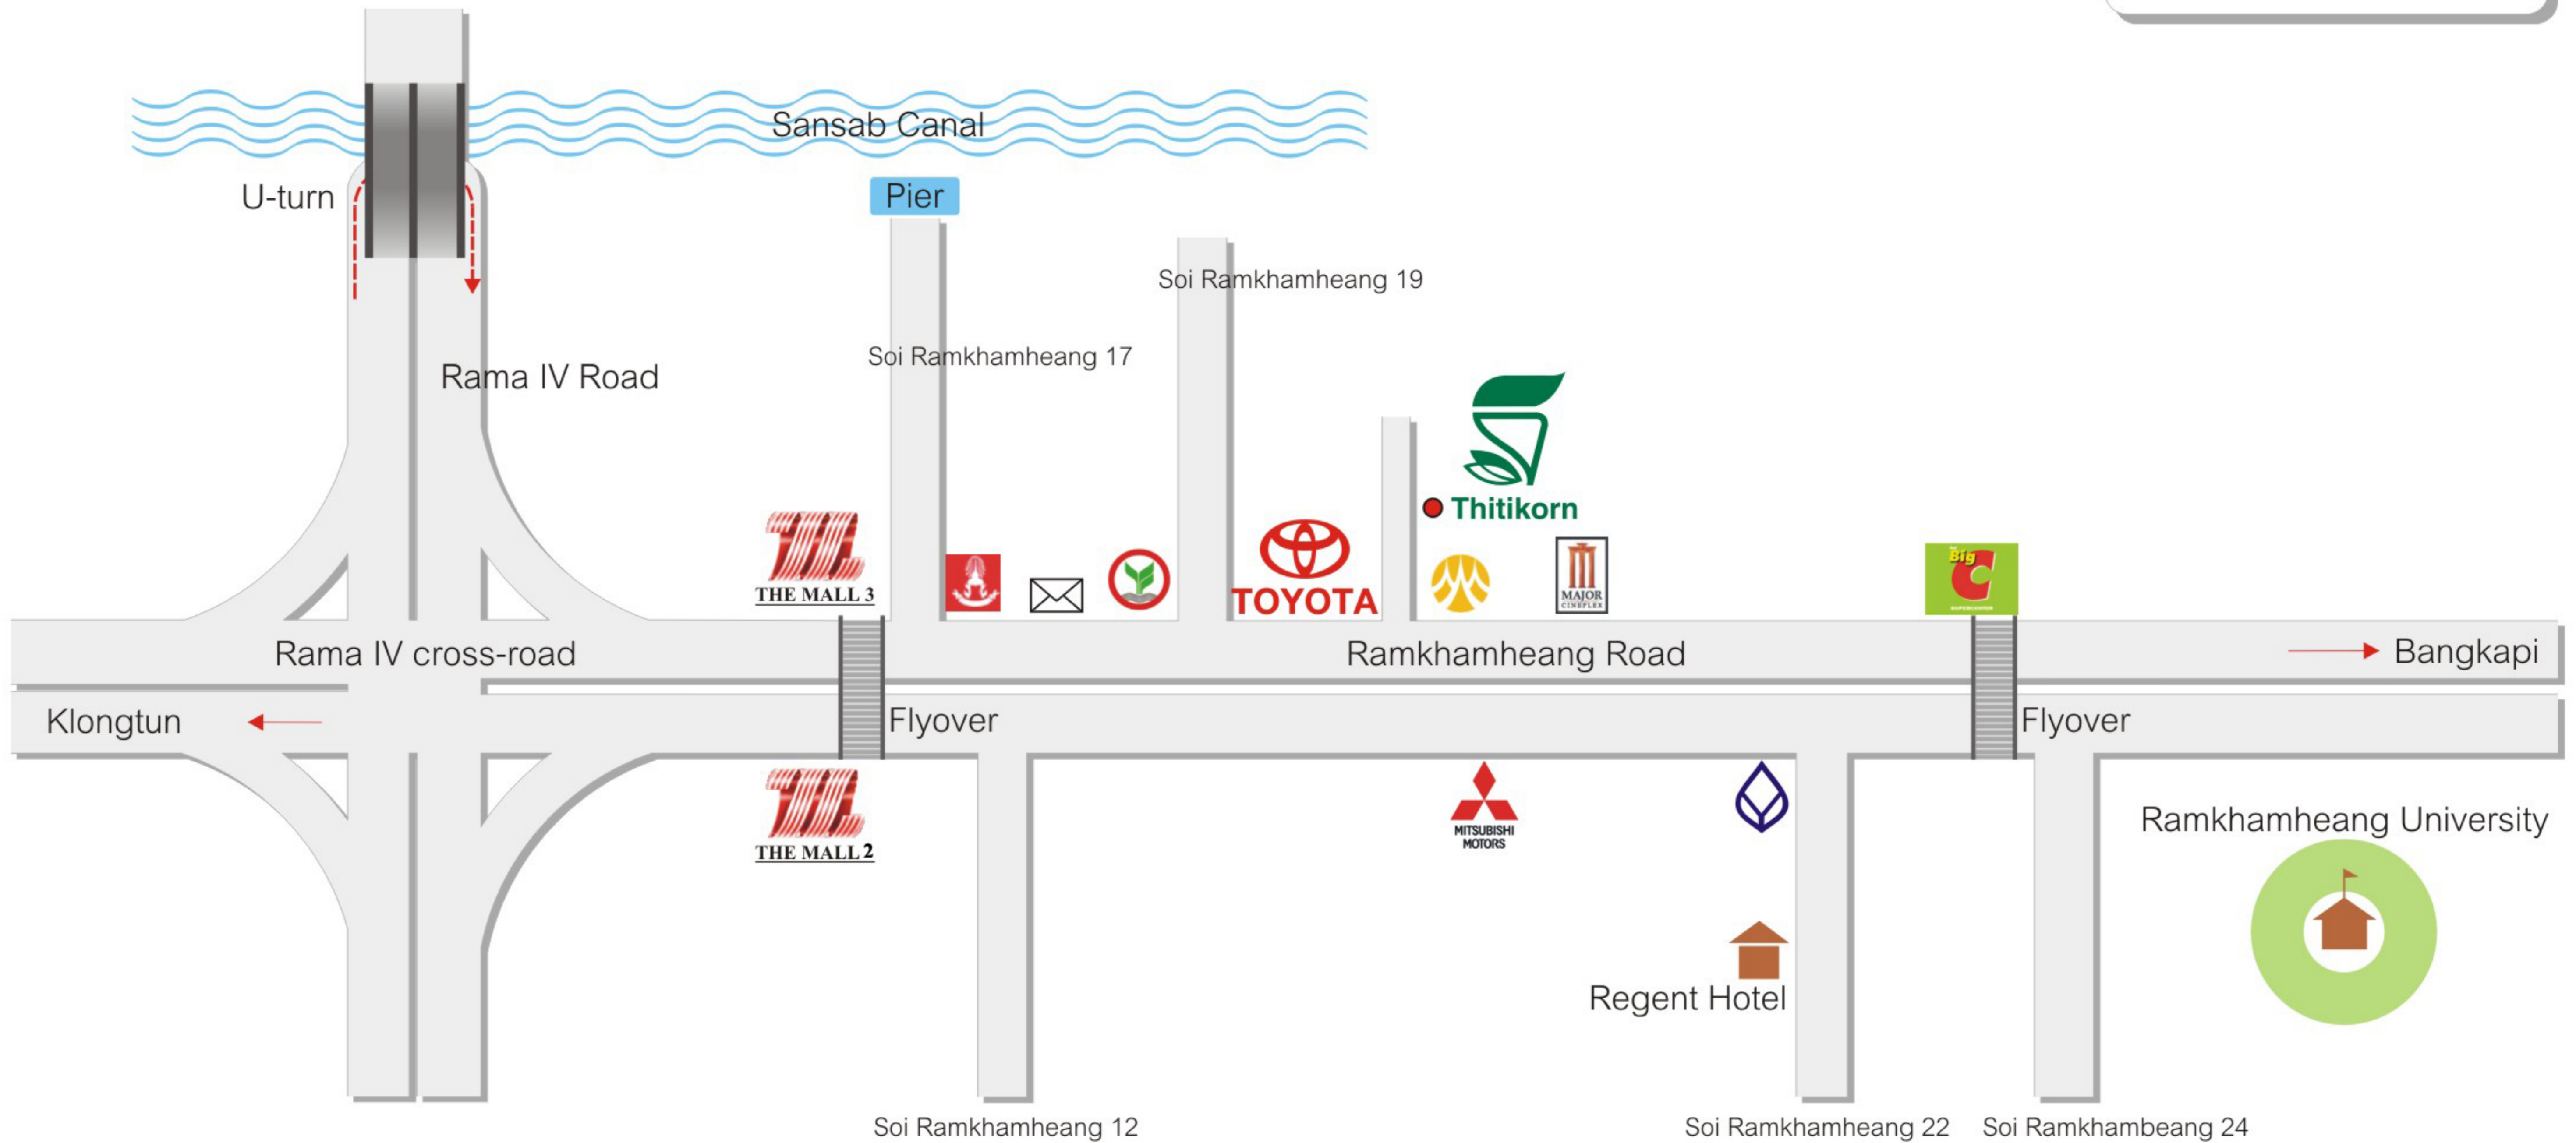 Sansab Canal
U-turn
Pier
Soi Ramkhamheang 19
Soi Ramkhamheang 17
Rama IV Road
Thitikorn
THE MALL 3
TOYOTA
MAJOR
CINEPLEX
Big
C
SUPERCENTER
Rama IV cross-road
Ramkhamheang Road
Bangkapi
Klongtun
Flyover
Flyover
THE MALL 2
MITSUBISHI
MOTORS
Ramkhamheang University
Regent Hotel
Soi Ramkhamheang 12
Soi Ramkhamheang 22
Soi Ramkhambeang 24